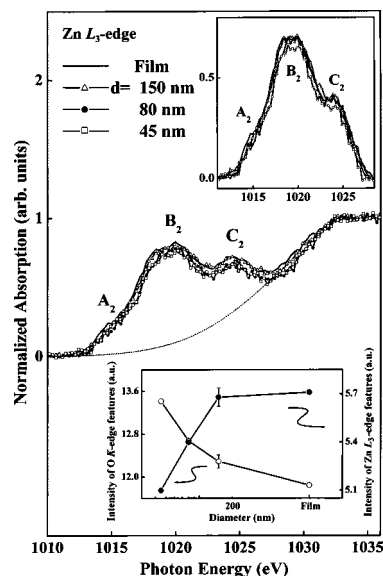 Zn L3-edge
Film
d= 150 nm
80 nm
45 nm
2
1
0
Normalized Absorption (arb. units)
A2
B2
C2
1010 1015 1020 1025 1030 1035
Photon Energy (eV)
0.5
0.0
A2
B2
C2
1015 1020 1025
Intensity of O K-edge features (a.u.)
13.6
12.8
12.0
Intensity of Zn L3-edge features (a.u.)
5.7
5.4
5.1
200 Film
Diameter (nm)